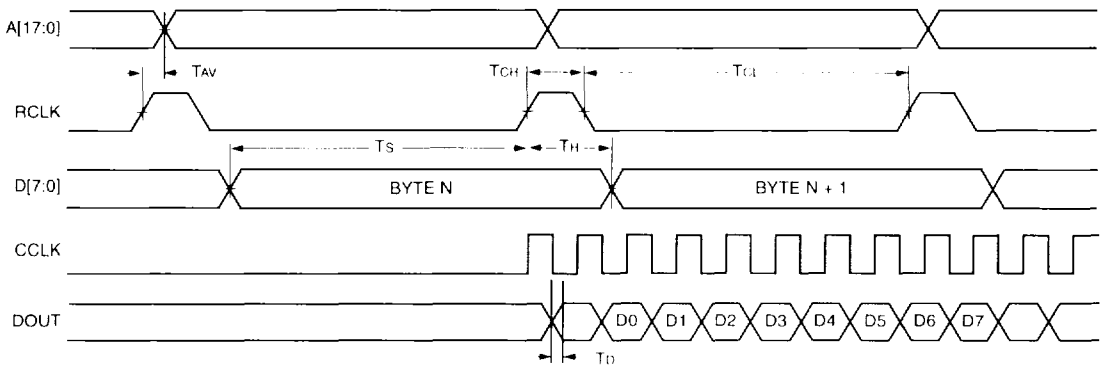 A[17:0]
TAV
TCH
TCL
RCLK
TS
TH
D[7:0]
BYTE N
BYTE N + 1
CCLK
DOUT
D0
D1
D2
D3
D4
D5
D6
D7
TD